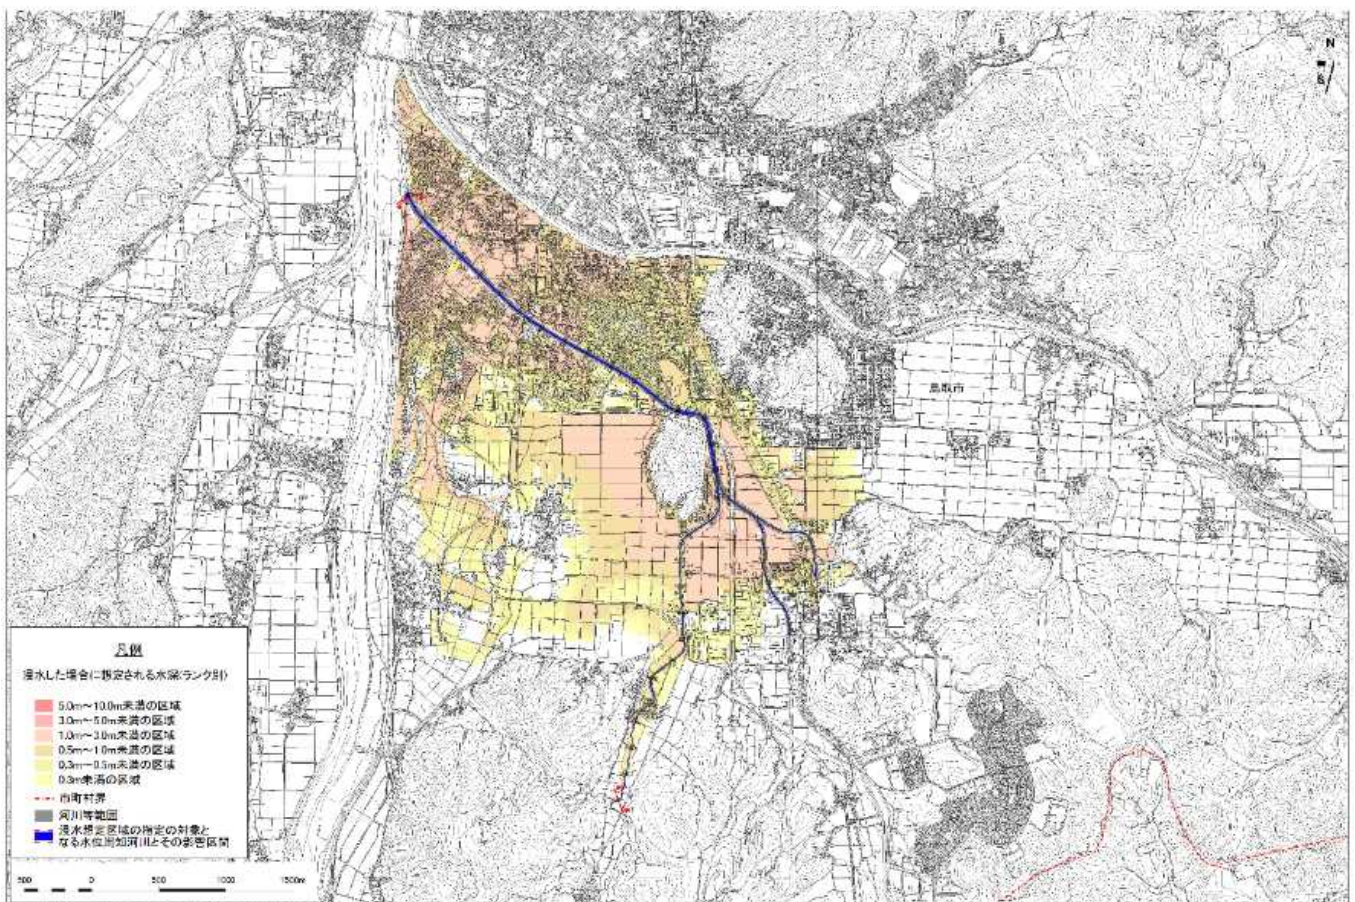 N
鳥取市
凡例
浸水した場合に想定される水深(ランク別)
5.0m～10.0m未満の区域
3.0m～5.0m未満の区域
1.0m～3.0m未満の区域
0.5m～1.0m未満の区域
0.3m～0.5m未満の区域
0.3m未満の区域
市町村界
河川等範囲
浸水想定区域の指定の対象と
なる水位周知河川とその影響区間
500 0 500 1000 1500m